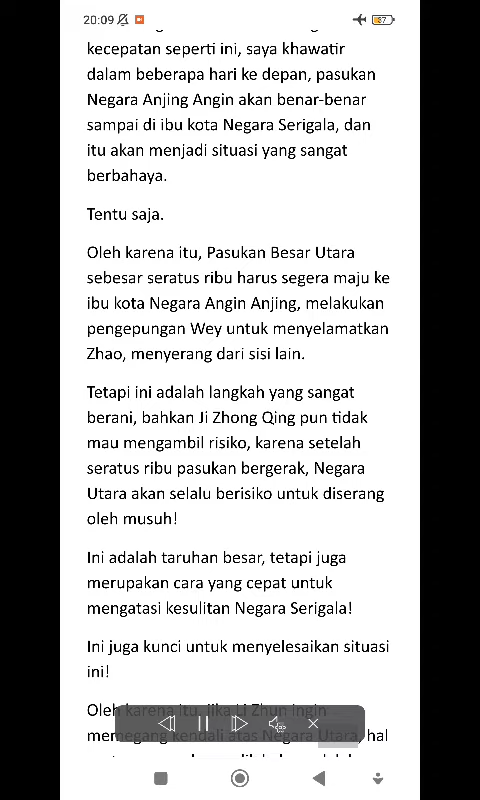 20:09
37
kecepatan seperti ini, saya khawatir
dalam beberapa hari ke depan, pasukan
Negara Anjing Angin akan benar-benar
sampai di ibu kota Negara Serigala, dan
itu akan menjadi situasi yang sangat
berbahaya.
Tentu saja.
Oleh karena itu, Pasukan Besar Utara
sebesar seratus ribu harus segera maju ke
ibu kota Negara Angin Anjing, melakukan
pengepungan Wey untuk menyelamatkan
Zhao, menyerang dari sisi lain.
Tetapi ini adalah langkah yang sangat
berani, bahkan Ji Zhong Qing pun tidak
mau mengambil risiko, karena setelah
seratus ribu pasukan bergerak, Negara
Utara akan selalu berisiko untuk diserang
oleh musuh!
Ini adalah taruhan besar, tetapi juga
merupakan cara yang cepat untuk
mengatasi kesulitan Negara Serigala!
Ini juga kunci untuk menyelesaikan situasi
ini!
Oleh karena itu, jika Li Zhun ingin
memegang kendali atas Negara Utara, hal